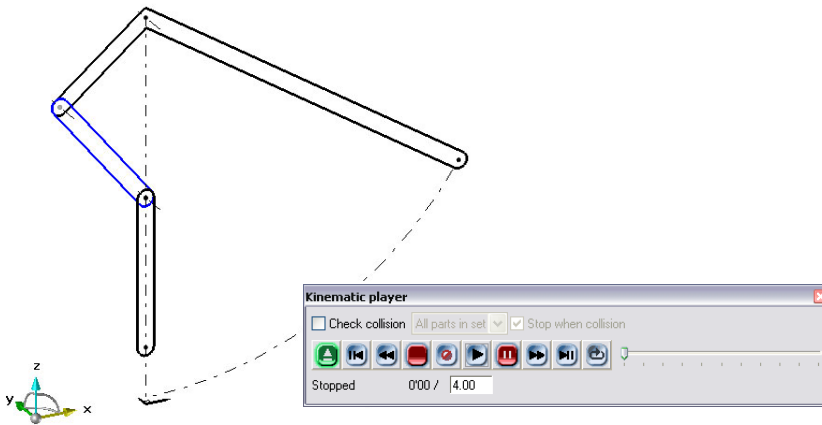 Kinematic player
Check collision All parts in set Stop when collision
Stopped 0'00 / 4.00
z
y x